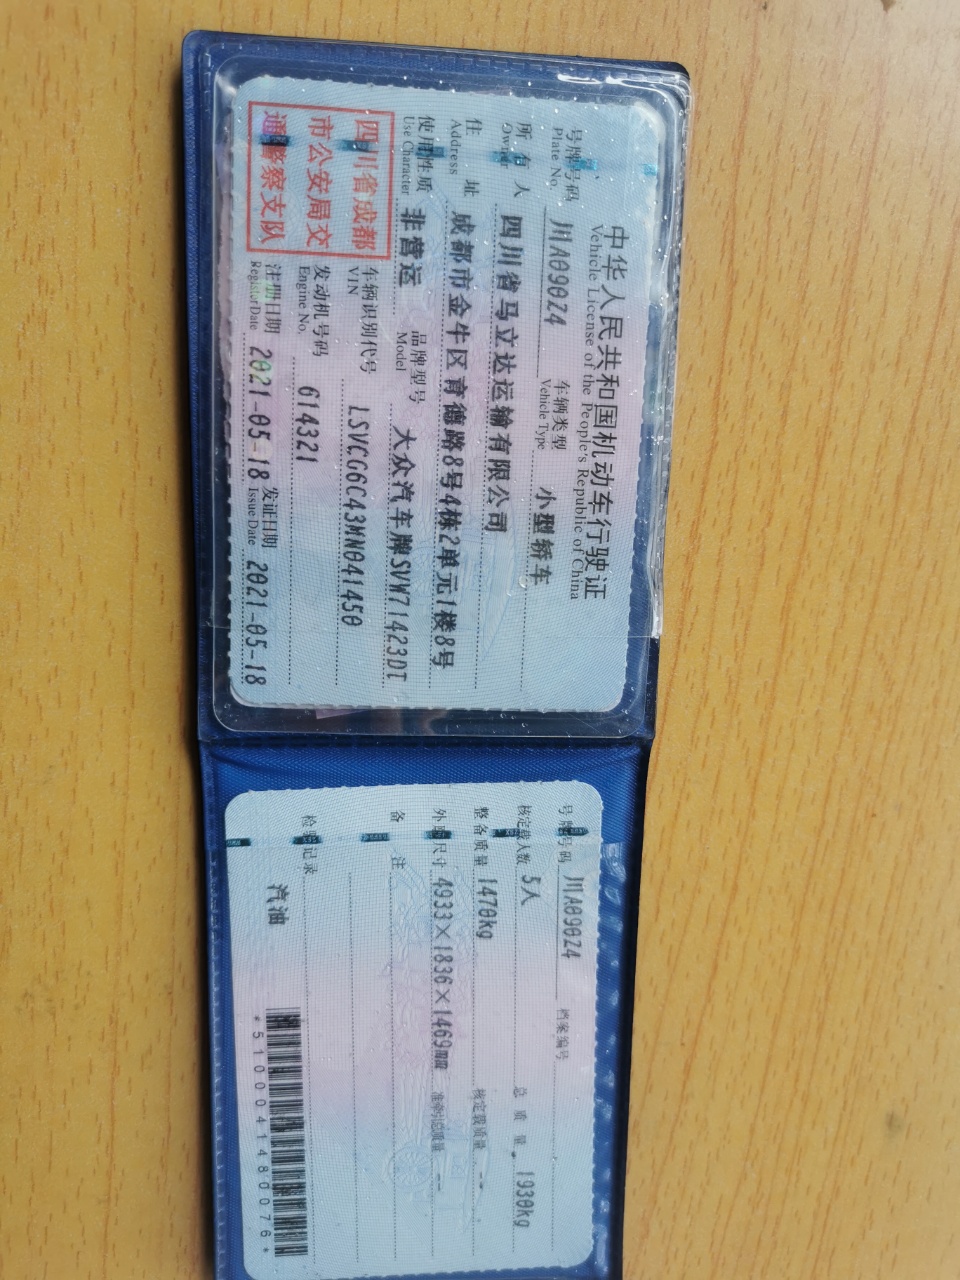 中华人民共和国机动车行驶证
Vehicle License of the People's Republic of China
号牌号码 川A090Z4 车辆类型 小型轿车
Plate No. Vehicle Type
所有人 四川省马立达运输有限公司
Owner
住址 成都市金牛区育德路8号4栋2单元1楼8号
Address
使用性质 非营运 品牌型号 大众汽车牌SVW71423DT
Use Character Model
四川省成都
市公安局交
通警察支队
车辆识别代号 LSVCG6C43MN041450
VIN
发动机号码 614321
Engine No.
注册日期 2021-05-18 发证日期 2021-05-18
Register Date Issue Date
号牌号码 川A090Z4 档案编号
核定载人数 5人 总质量 1930kg
整备质量 1470kg 核定载质量 --
外廓尺寸 4933×1836×1469mm 准牵引总质量 --
备注
检验记录
汽油
*5100041480076*